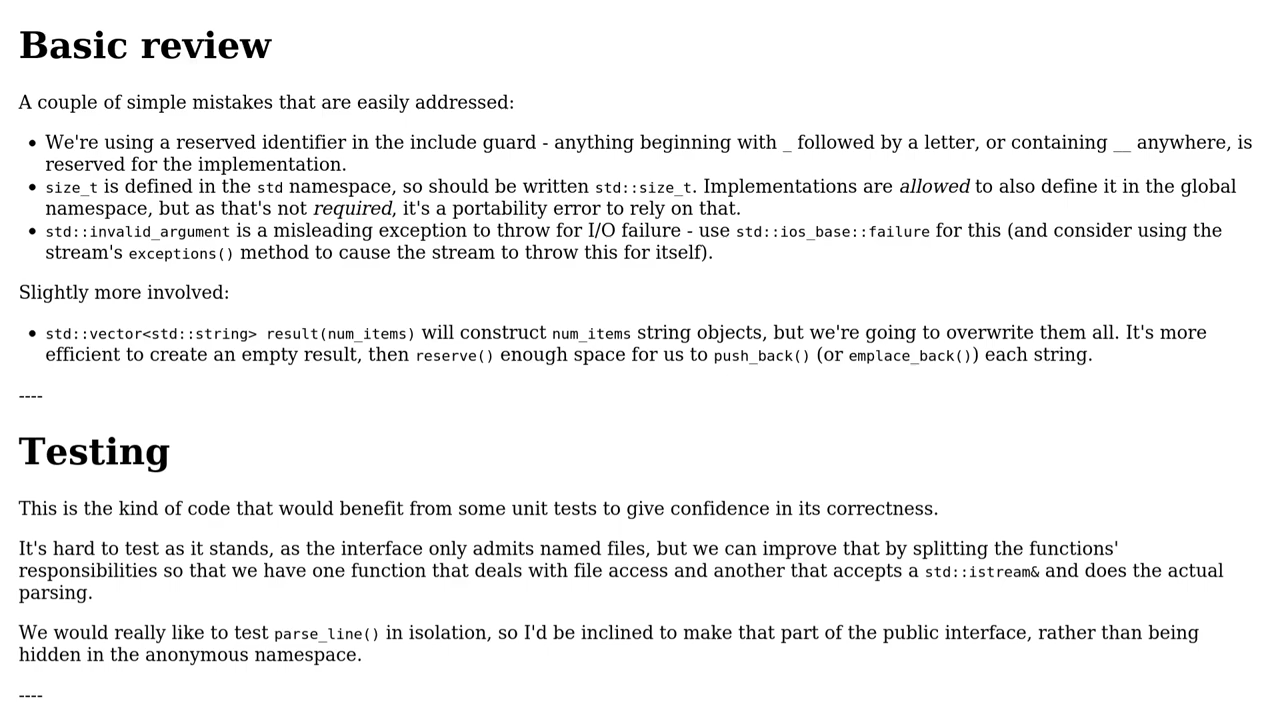 Basic review
A couple of simple mistakes that are easily addressed:
• We're using a reserved identifier in the include guard - anything beginning with _ followed by a letter, or containing __ anywhere, is
reserved for the implementation.
• size_t is defined in the std namespace, so should be written std::size_t. Implementations are allowed to also define it in the global
namespace, but as that's not required, it's a portability error to rely on that.
• std::invalid_argument is a misleading exception to throw for I/O failure - use std::ios_base::failure for this (and consider using the
stream's exceptions() method to cause the stream to throw this for itself).
Slightly more involved:
• std::vector<std::string> result(num_items) will construct num_items string objects, but we're going to overwrite them all. It's more
efficient to create an empty result, then reserve() enough space for us to push_back() (or emplace_back()) each string.
----
Testing
This is the kind of code that would benefit from some unit tests to give confidence in its correctness.
It's hard to test as it stands, as the interface only admits named files, but we can improve that by splitting the functions'
responsibilities so that we have one function that deals with file access and another that accepts a std::istream& and does the actual
parsing.
We would really like to test parse_line() in isolation, so I'd be inclined to make that part of the public interface, rather than being
hidden in the anonymous namespace.
----